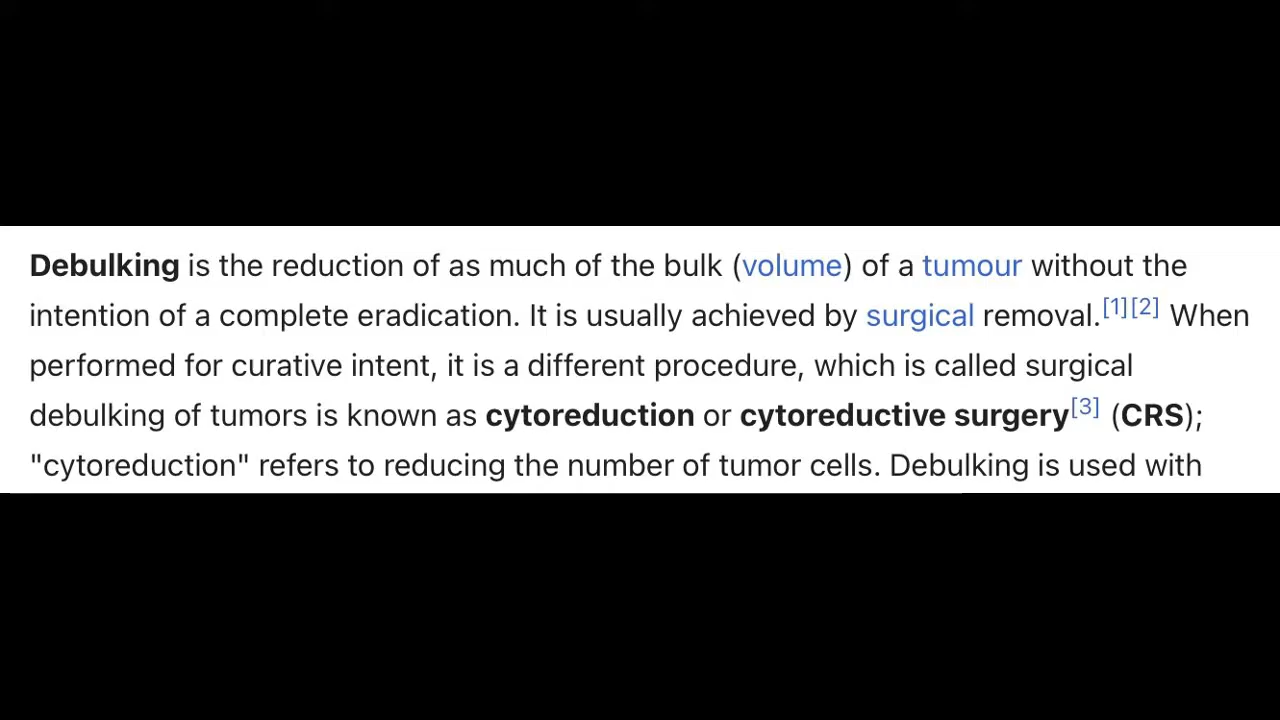 Debulking is the reduction of as much of the bulk (volume) of a tumour without the
intention of a complete eradication. It is usually achieved by surgical removal.[1][2] When
performed for curative intent, it is a different procedure, which is called surgical
debulking of tumors is known as cytoreduction or cytoreductive surgery[3] (CRS);
"cytoreduction" refers to reducing the number of tumor cells. Debulking is used with